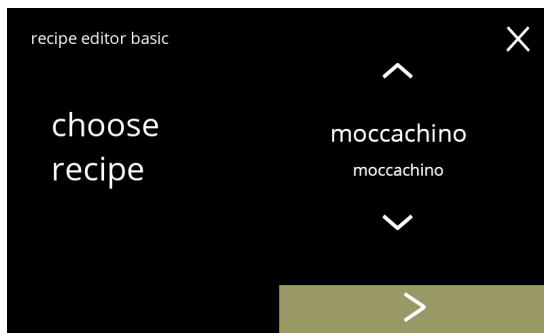 recipe editor basic
choose
recipe
moccachino
moccachino